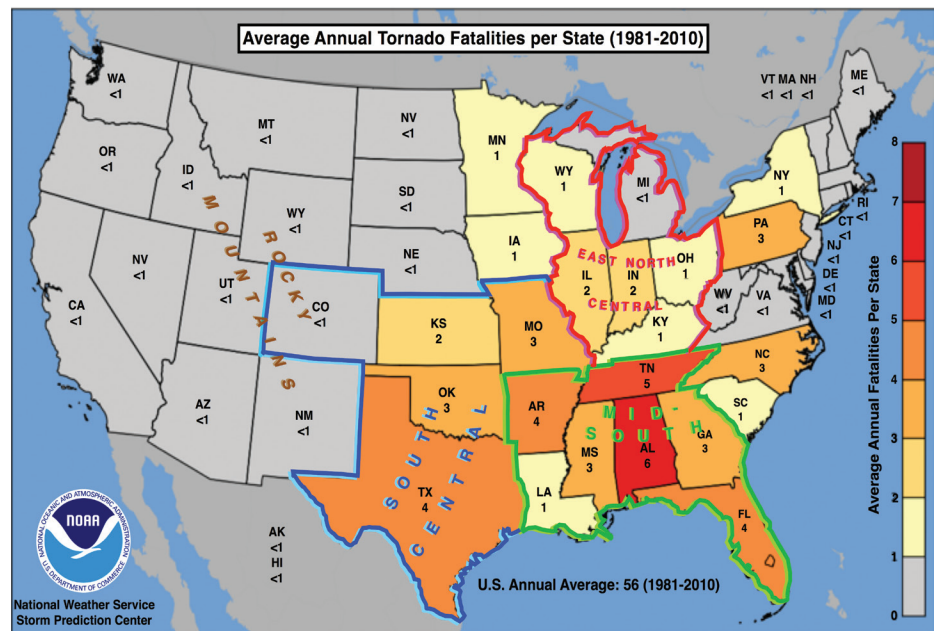 Average Annual Tornado Fatalities per State (1981-2010)
WA
<1
MT
<1
NV
<1
MN
1
VT MA NH
<1 <1 <1
ME
<1
OR
<1
ID
<1
WY
<1
SD
<1
WY
1
MI
<1
NY
1
RI
<1
CT
<1
NV
<1
UT
<1
NE
<1
IA
1
IL
2
IN
2
OH
1
PA
3
NJ
<1
DE
<1
MD
<1
CA
<1
CO
<1
KS
2
MO
3
KY
1
WV
<1
VA
<1
AZ
<1
NM
<1
OK
3
AR
4
TN
5
NC
3
SC
1
TX
4
LA
1
MS
3
AL
6
GA
3
FL
4
AK
<1
HI
<1
ROCKY
MOUNTAINS
EAST NORTH
CENTRAL
SOUTH
CENTRAL
MID-
SOUTH
U.S. Annual Average: 56 (1981-2010)
NATIONAL OCEANIC AND ATMOSPHERIC ADMINISTRATION
NOAA
U.S. DEPARTMENT OF COMMERCE
National Weather Service
Storm Prediction Center
Average Annual Fatalities Per State
8
7
6
5
4
3
2
1
0